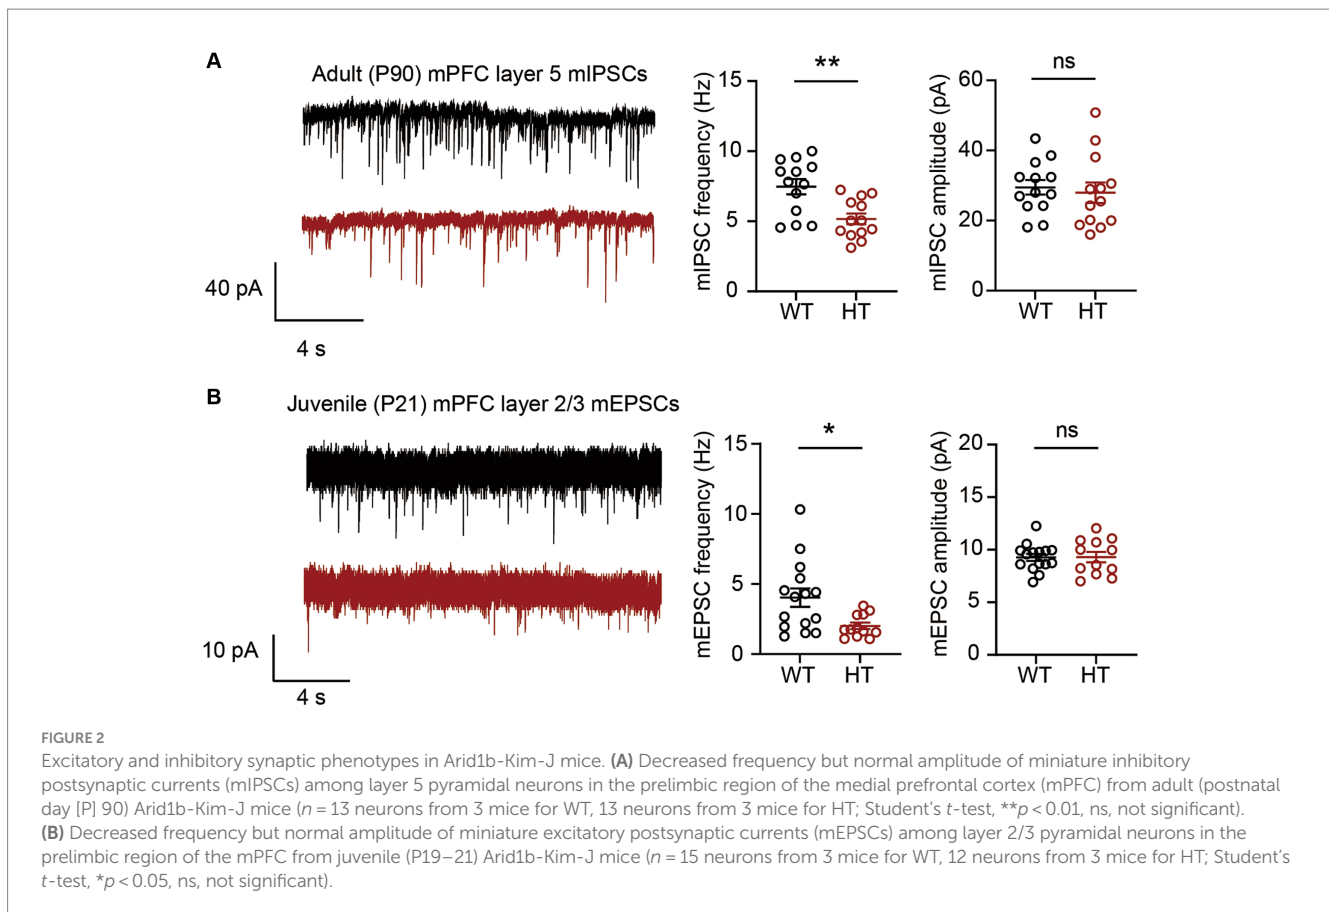 A
Adult (P90) mPFC layer 5 mIPSCs
40 pA
4 s
mIPSC frequency (Hz)
15
10
5
0
**
WT
HT
mIPSC amplitude (pA)
60
40
20
0
ns
WT
HT
B
Juvenile (P21) mPFC layer 2/3 mEPSCs
10 pA
4 s
mEPSC frequency (Hz)
15
10
5
0
*
WT
HT
mEPSC amplitude (pA)
20
15
10
5
0
ns
WT
HT
FIGURE 2
Excitatory and inhibitory synaptic phenotypes in Arid1b-Kim-J mice. (A) Decreased frequency but normal amplitude of miniature inhibitory
postsynaptic currents (mIPSCs) among layer 5 pyramidal neurons in the prelimbic region of the medial prefrontal cortex (mPFC) from adult (postnatal
day [P] 90) Arid1b-Kim-J mice (n = 13 neurons from 3 mice for WT, 13 neurons from 3 mice for HT; Student's t-test, **p < 0.01, ns, not significant).
(B) Decreased frequency but normal amplitude of miniature excitatory postsynaptic currents (mEPSCs) among layer 2/3 pyramidal neurons in the
prelimbic region of the mPFC from juvenile (P19–21) Arid1b-Kim-J mice (n = 15 neurons from 3 mice for WT, 12 neurons from 3 mice for HT; Student's
t-test, *p < 0.05, ns, not significant).